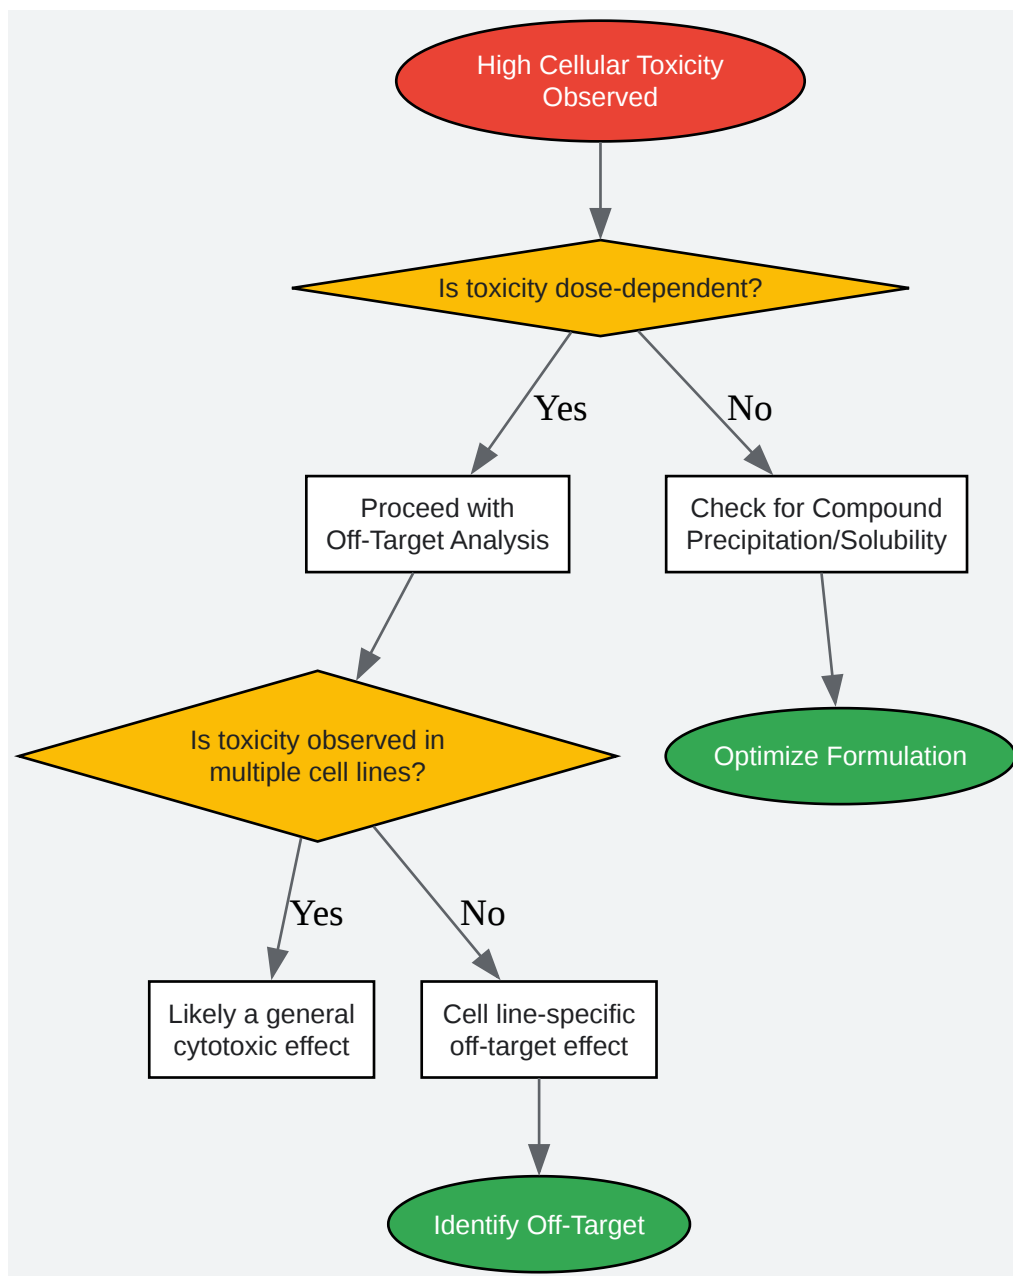 High Cellular Toxicity
Observed
Is toxicity dose-dependent?
Yes
No
Proceed with
Off-Target Analysis
Check for Compound
Precipitation/Solubility
Is toxicity observed in
multiple cell lines?
Optimize Formulation
Yes
No
Likely a general
cytotoxic effect
Cell line-specific
off-target effect
Identify Off-Target